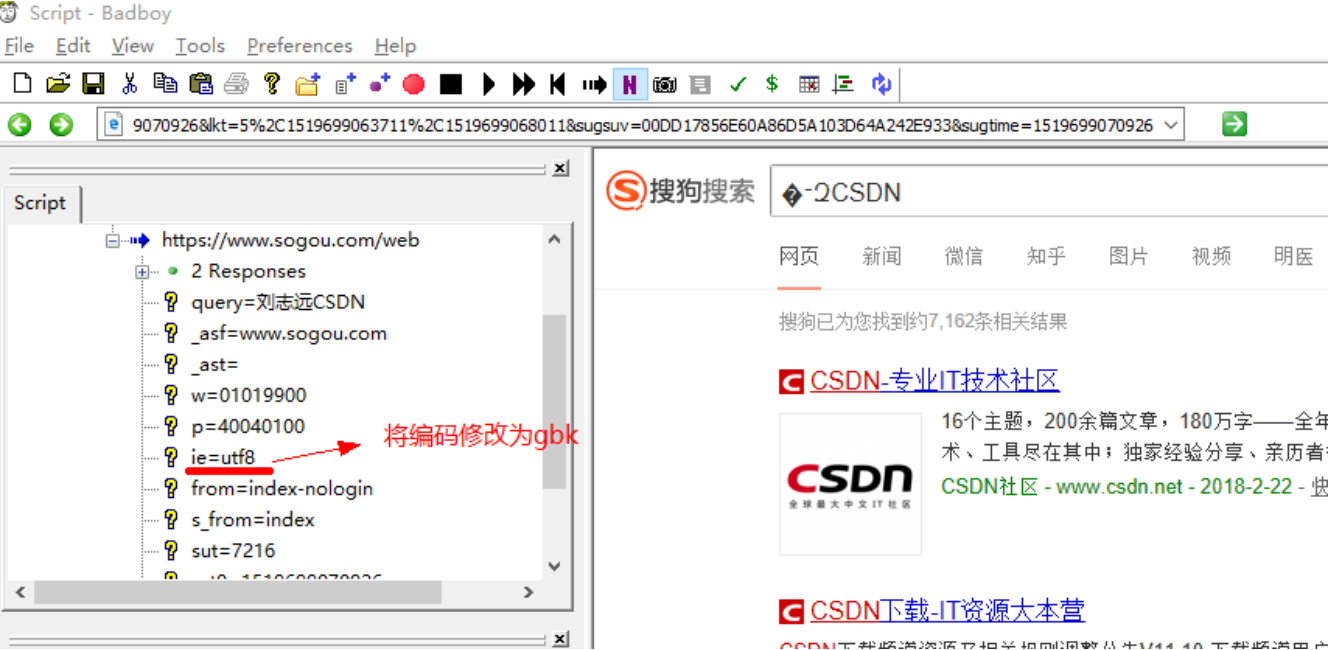 Script - Badboy
File Edit View Tools Preferences Help
9070926&lkt=5%2C1519699063711%2C1519699068011&sugsuv=00DD17856E60A86D5A103D64A242E933&sugtime=1519699070926
Script
https://www.sogou.com/web
2 Responses
query=刘志远CSDN
_asf=www.sogou.com
_ast=
w=01019900
p=40040100
ie=utf8
将编码修改为gbk
from=index-nologin
s_from=index
sut=7216
搜狗搜索
�־ՁCSDN
网页 新闻 微信 知乎 图片 视频 明医
搜狗已为您找到约7,162条相关结果
CSDN-专业IT技术社区
16个主题，200余篇文章，180万字——全年
术、工具尽在其中；独家经验分享、亲历者
CSDN社区 - www.csdn.net - 2018-2-22 - 快
CSDN
全球最大中文IT社区
CSDN下载-IT资源大本营